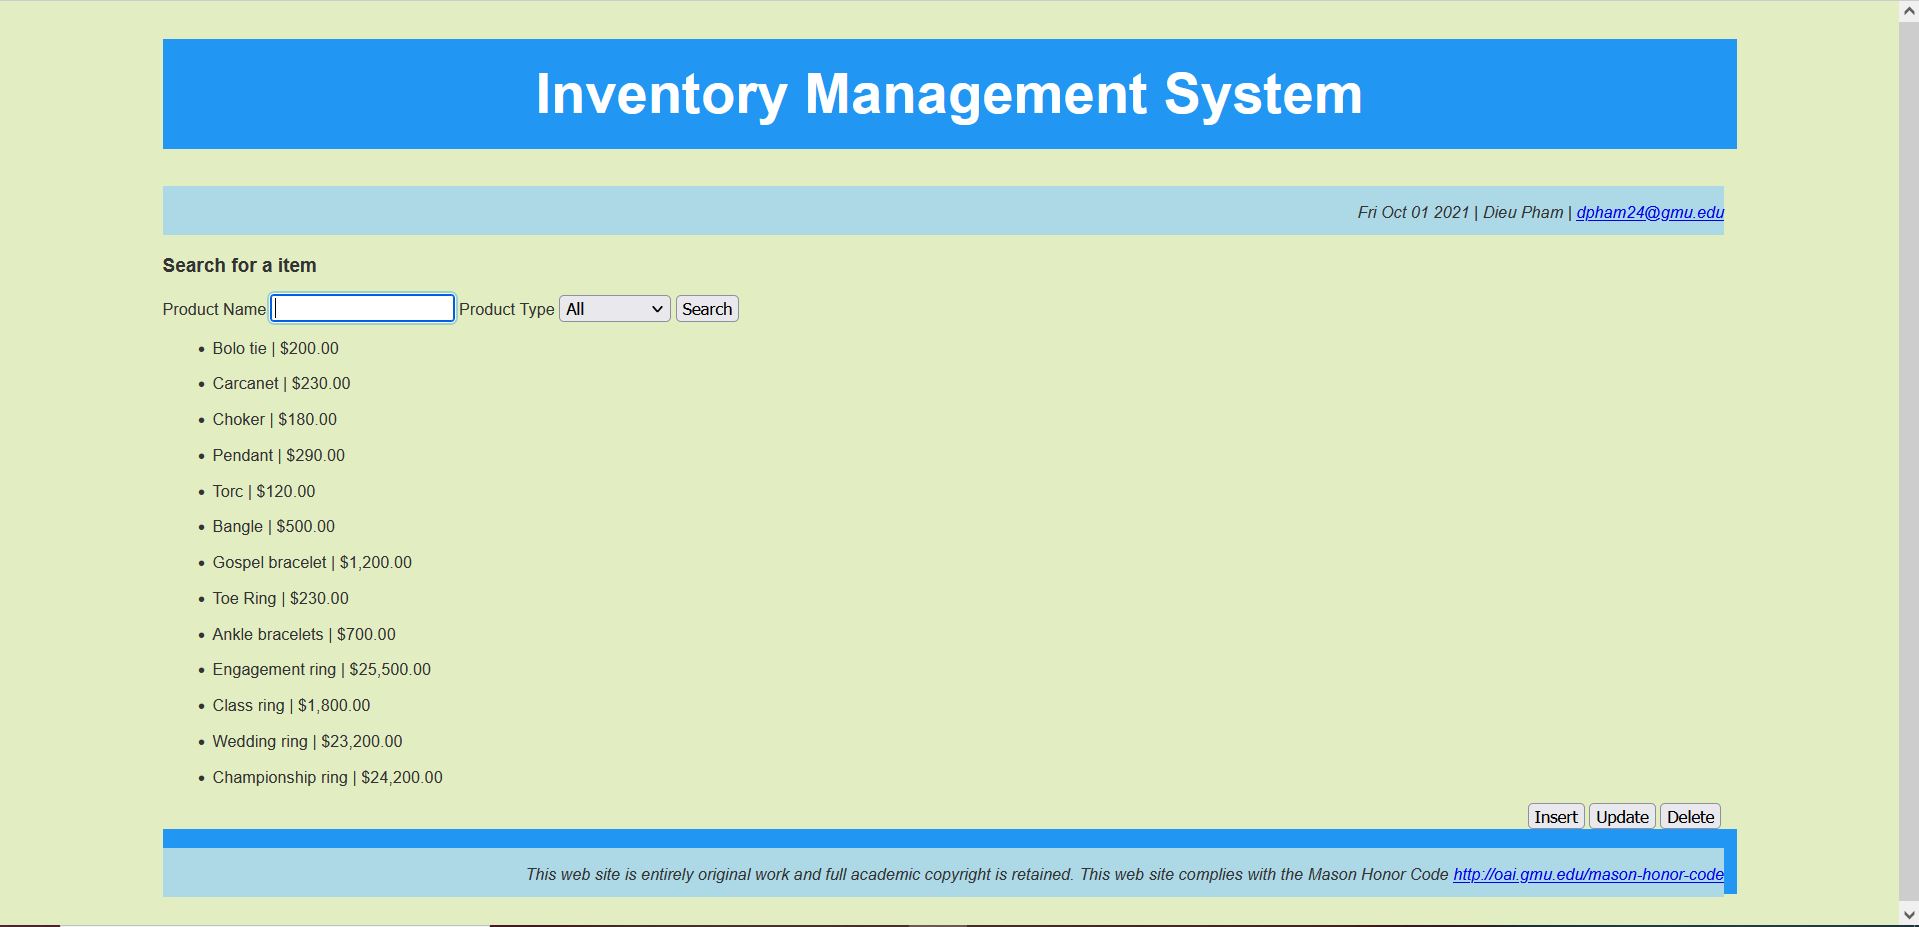 Inventory Management System
Fri Oct 01 2021 | Dieu Pham | dpham24@gmu.edu
Search for a item
Product Name Product Type All Search
• Bolo tie | $200.00
• Carcanet | $230.00
• Choker | $180.00
• Pendant | $290.00
• Torc | $120.00
• Bangle | $500.00
• Gospel bracelet | $1,200.00
• Toe Ring | $230.00
• Ankle bracelets | $700.00
• Engagement ring | $25,500.00
• Class ring | $1,800.00
• Wedding ring | $23,200.00
• Championship ring | $24,200.00
Insert Update Delete
This web site is entirely original work and full academic copyright is retained. This web site complies with the Mason Honor Code http://oai.gmu.edu/mason-honor-code